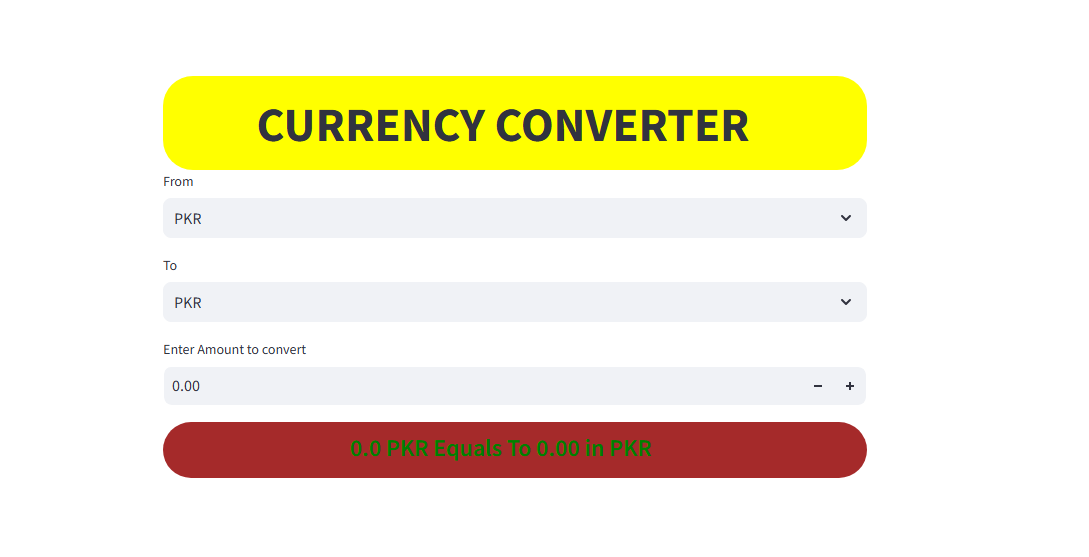 CURRENCY CONVERTER
From
PKR
To
PKR
Enter Amount to convert
0.00
0.0 PKR Equals To 0.00 in PKR